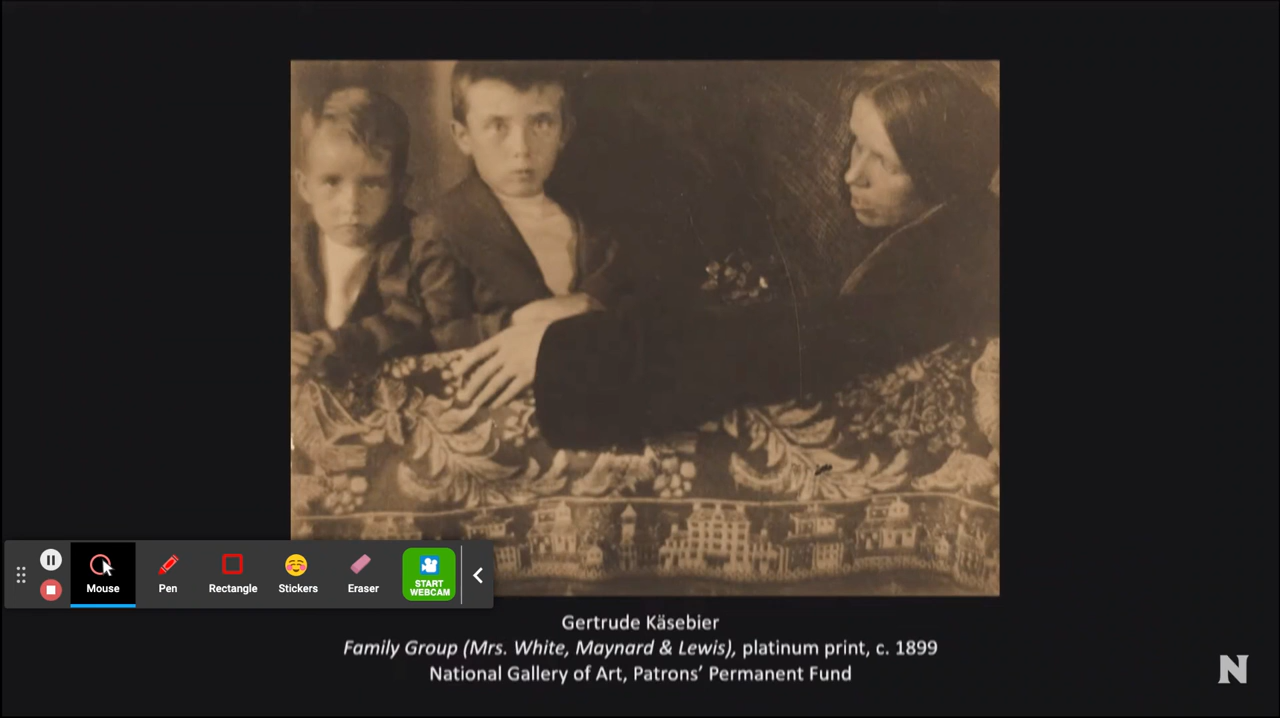 Mouse
Pen
Rectangle
Stickers
Eraser
START
WEBCAM
Gertrude Käsebier
Family Group (Mrs. White, Maynard & Lewis), platinum print, c. 1899
National Gallery of Art, Patrons’ Permanent Fund
N